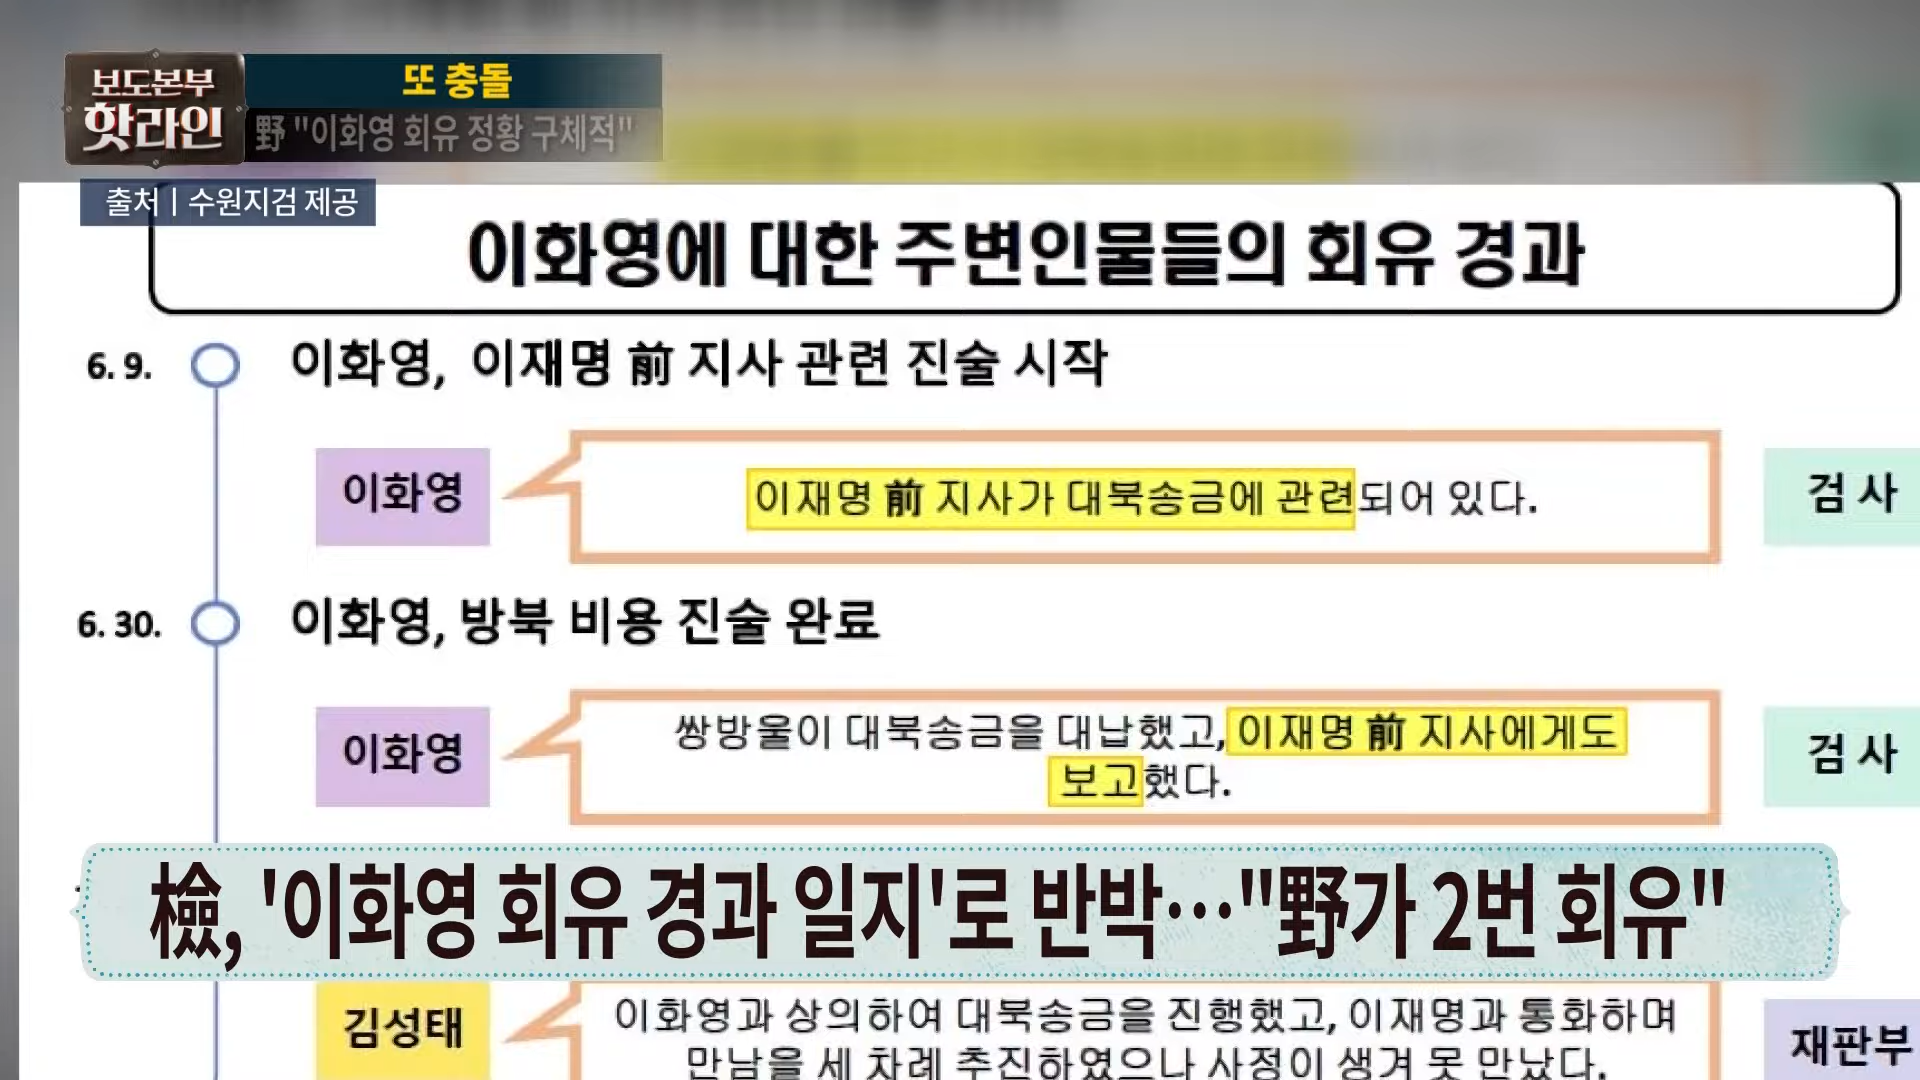 보도본부
핫라인
또 충돌
野 "이화영 회유 정황 구체적"
출처 | 수원지검 제공
이화영에 대한 주변인물들의 회유 경과
6. 9.
이화영, 이재명 前 지사 관련 진술 시작
이화영
이재명 前 지사가 대북송금에 관련되어 있다.
검 사
6. 30.
이화영, 방북 비용 진술 완료
이화영
쌍방울이 대북송금을 대납했고, 이재명 前 지사에게도
보고했다.
검 사
檢, '이화영 회유 경과 일지'로 반박…"野가 2번 회유"
김성태
이화영과 상의하여 대북송금을 진행했고, 이재명과 통화하며
만남을 세 차례 추진하였으나 사정이 생겨 못 만났다.
재판부